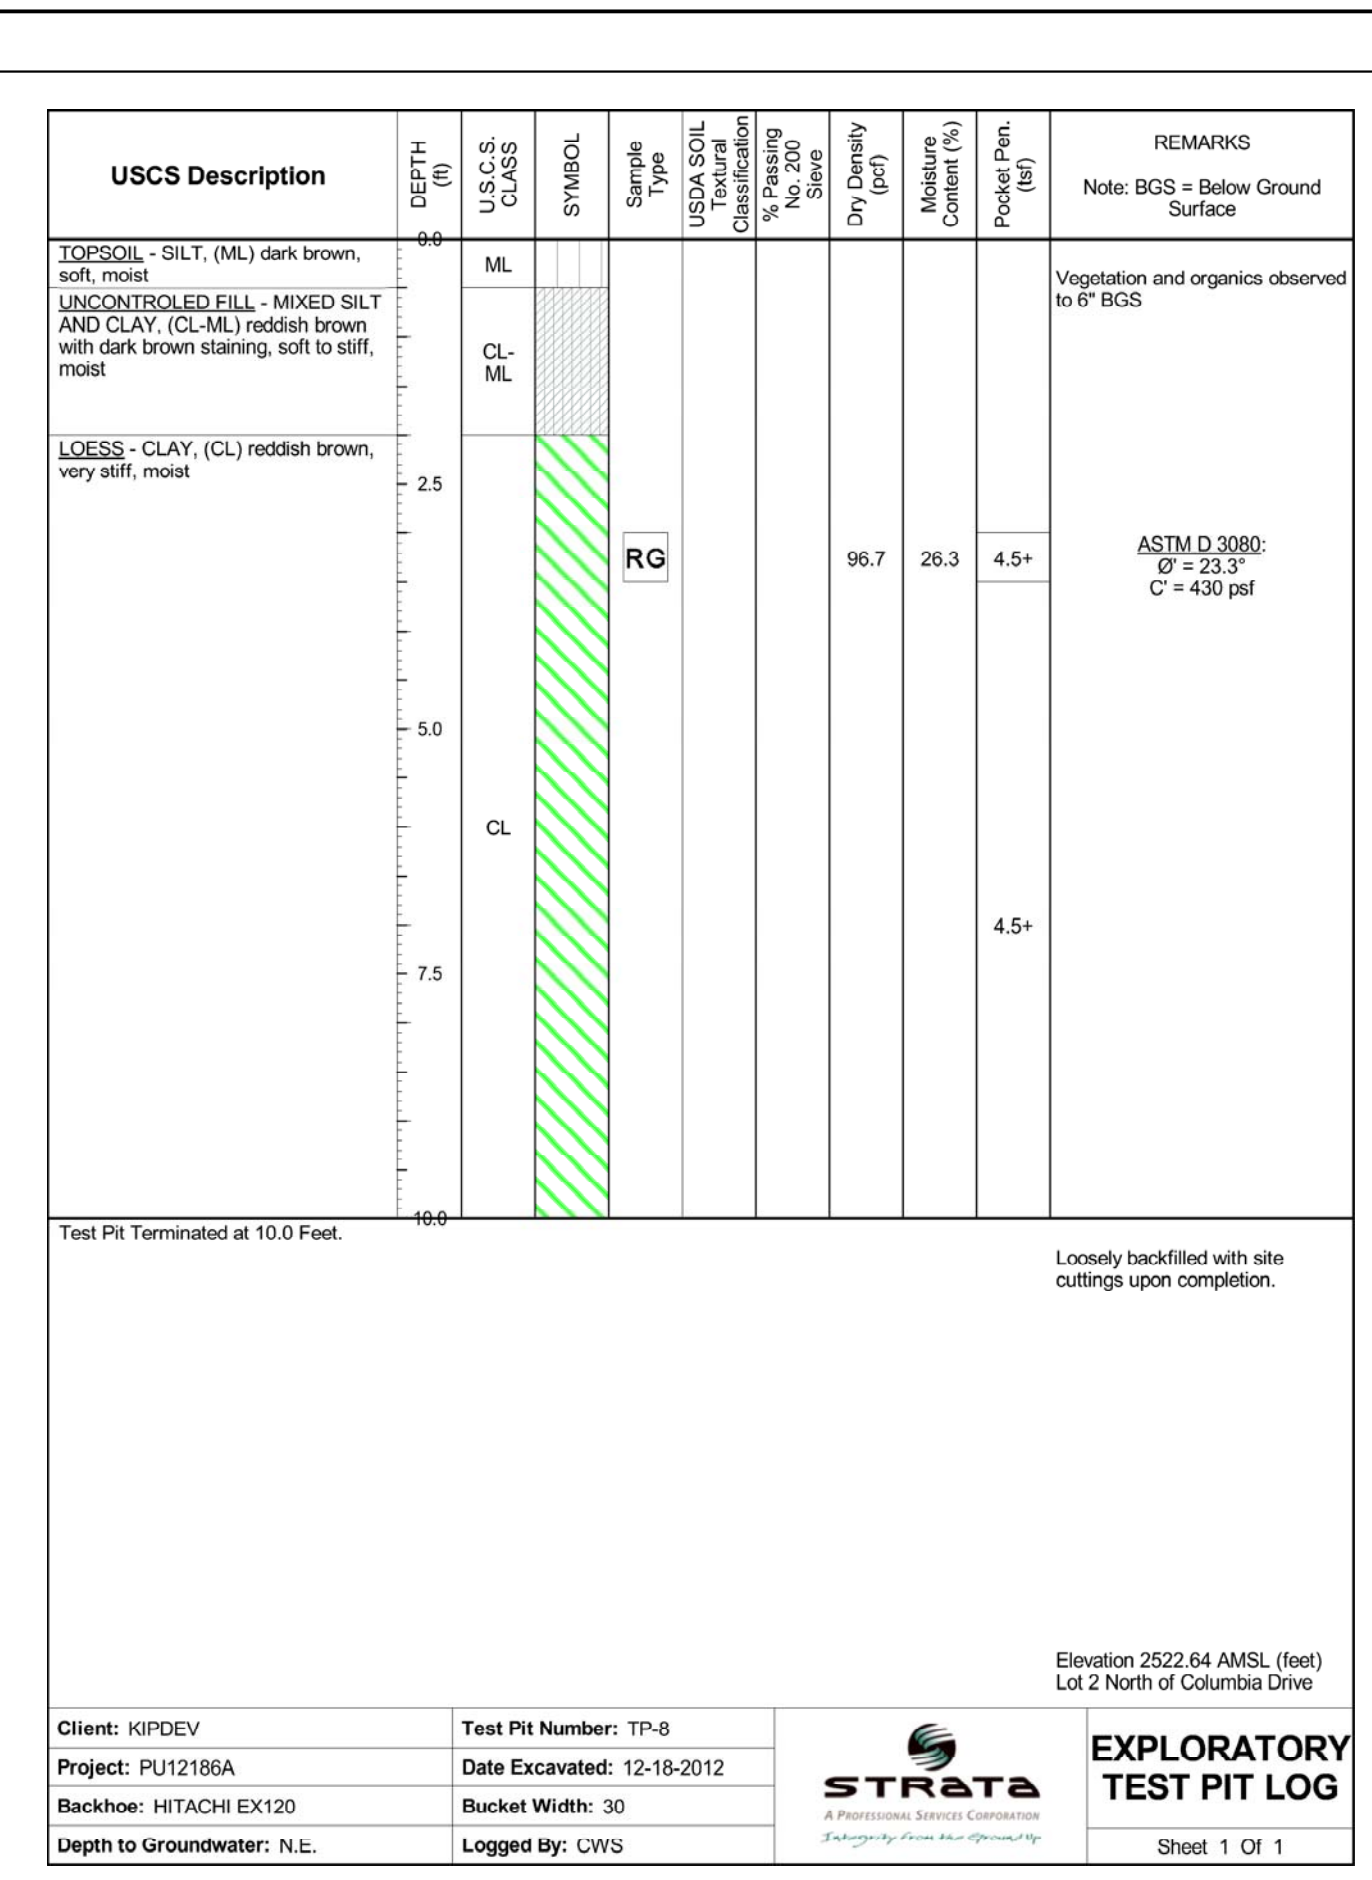 USCS Description
DEPTH
(ft)
U.S.C.S.
CLASS
SYMBOL
Sample
Type
USDA SOIL
Textural
Classification
% Passing
No. 200
Sieve
Dry Density
(pcf)
Moisture
Content (%)
Pocket Pen.
(tsf)
REMARKS
Note: BGS = Below Ground
Surface
0.0
TOPSOIL - SILT, (ML) dark brown,
soft, moist
ML
Vegetation and organics observed
to 6" BGS
UNCONTROLED FILL - MIXED SILT
AND CLAY, (CL-ML) reddish brown
with dark brown staining, soft to stiff,
moist
CL-
ML
LOESS - CLAY, (CL) reddish brown,
very stiff, moist
2.5
RG
96.7
26.3
4.5+
ASTM D 3080:
Ø' = 23.3°
C' = 430 psf
5.0
CL
4.5+
7.5
10.0
Test Pit Terminated at 10.0 Feet.
Loosely backfilled with site
cuttings upon completion.
Elevation 2522.64 AMSL (feet)
Lot 2 North of Columbia Drive
Client: KIPDEV
Test Pit Number: TP-8
Project: PU12186A
Date Excavated: 12-18-2012
Backhoe: HITACHI EX120
Bucket Width: 30
Depth to Groundwater: N.E.
Logged By: CWS
STRATA
A PROFESSIONAL SERVICES CORPORATION
Integrity from the Ground Up
EXPLORATORY
TEST PIT LOG
Sheet 1 Of 1